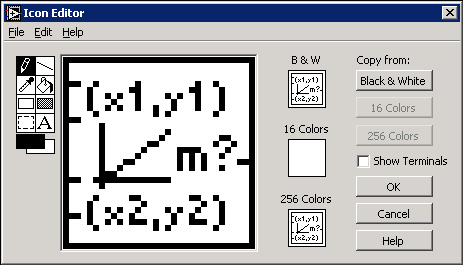 Icon Editor
File Edit Help
B & W
Copy from:
(x1,y1)
m?
(x2,y2)
(x1,y1)
m?
(x2,y2)
Black & White
16 Colors
16 Colors
256 Colors
Show Terminals
256 Colors
(x1,y1)
m?
(x2,y2)
OK
Cancel
Help
A